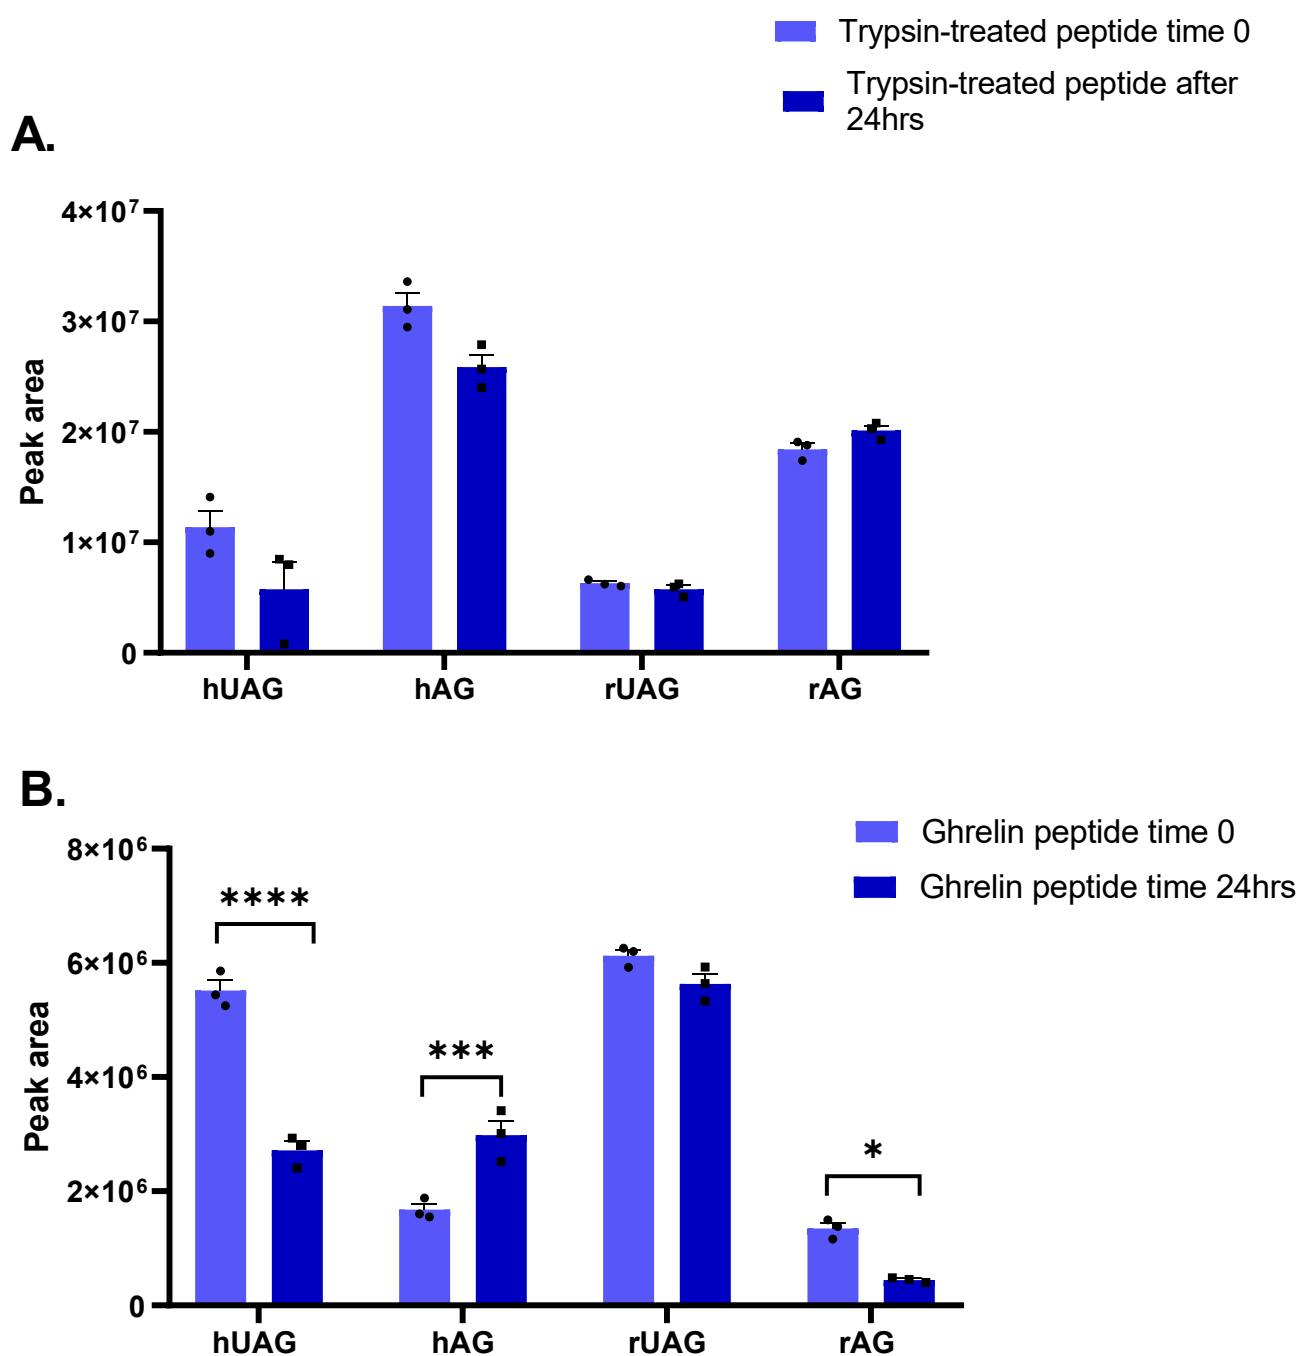 Trypsin-treated peptide time 0
Trypsin-treated peptide after
24hrs
A.
4×10⁷
3×10⁷
2×10⁷
1×10⁷
0
Peak area
hUAG hAG rUAG rAG
B.
Ghrelin peptide time 0
Ghrelin peptide time 24hrs
8×10⁶
6×10⁶
4×10⁶
2×10⁶
0
Peak area
****
***
*
hUAG hAG rUAG rAG